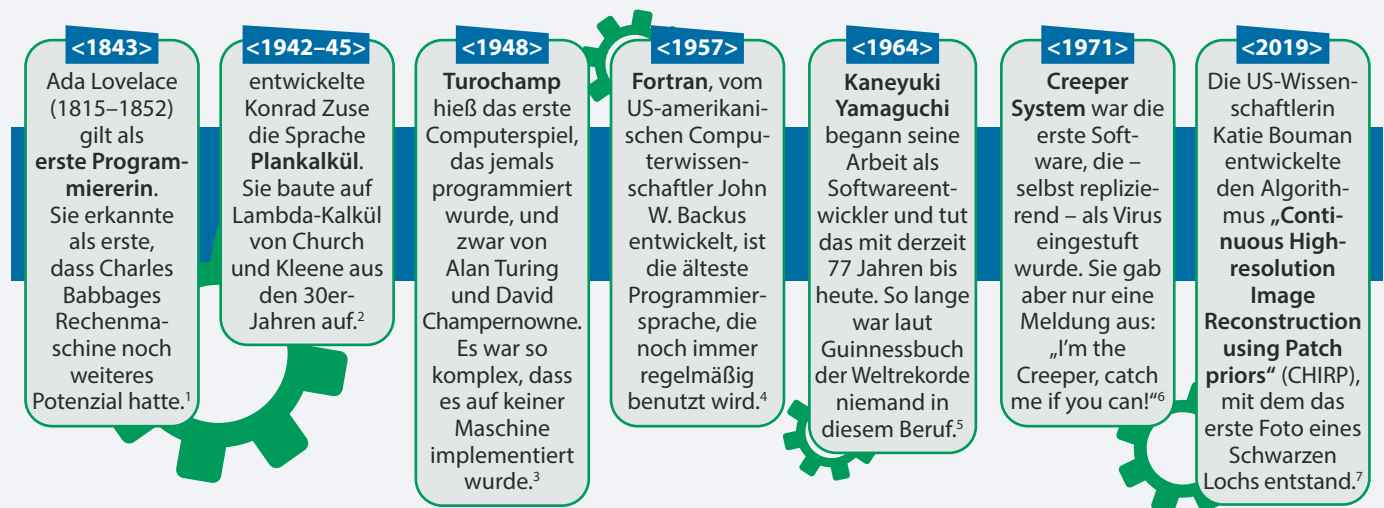 <1843>
Ada Lovelace
(1815–1852)
gilt als
erste Program-
miererin.
Sie erkannte
als erste,
dass Charles
Babbages
Rechenma-
schine noch
weiteres
Potenzial hatte.¹
<1942–45>
entwickelte
Konrad Zuse
die Sprache
Plankalkül.
Sie baute auf
Lambda-Kalkül
von Church
und Kleene aus
den 30er-
Jahren auf.²
<1948>
Turochamp
hieß das erste
Computerspiel,
das jemals
programmiert
wurde, und
zwar von
Alan Turing
und David
Champernowne.
Es war so
komplex, dass
es auf keiner
Maschine
implementiert
wurde.³
<1957>
Fortran, vom
US-amerikani-
schen Compu-
terwissen-
schaftler John
W. Backus
entwickelt, ist
die älteste
Programmier-
sprache, die
noch immer
regelmäßig
benutzt wird.⁴
<1964>
Kaneyuki
Yamaguchi
begann seine
Arbeit als
Softwareent-
wickler und tut
das mit derzeit
77 Jahren bis
heute. So lange
war laut
Guinnessbuch
der Weltrekorde
niemand in
diesem Beruf.⁵
<1971>
Creeper
System war die
erste Soft-
ware, die –
selbst replizie-
rend – als Virus
eingestuft
wurde. Sie gab
aber nur eine
Meldung aus:
„I'm the
Creeper, catch
me if you can!“⁶
<2019>
Die US-Wissen-
schaftlerin
Katie Bouman
entwickelte
den Algorith-
mus „Conti-
nuous High-
resolution
Image
Reconstruction
using Patch
priors“ (CHIRP),
mit dem das
erste Foto eines
Schwarzen
Lochs entstand.⁷